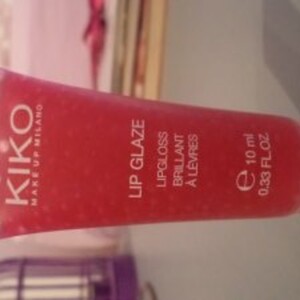 KIKO
MAKE UP MILANO
LIP GLAZE
LIPGLOSS
BRILLANT
À LÈVRES
e 10 ml
0.33 FL.OZ